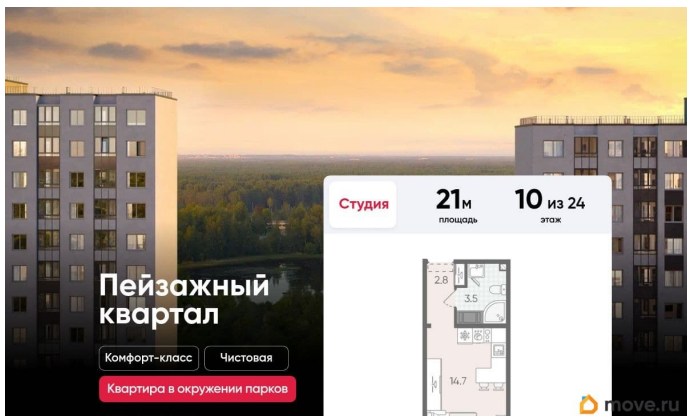 Студия
21м
площадь
10 из 24
этаж
2.8
3.5
14.7
Пейзажный
квартал
Комфорт-класс
Чистовая
Квартира в окружении парков
move.ru